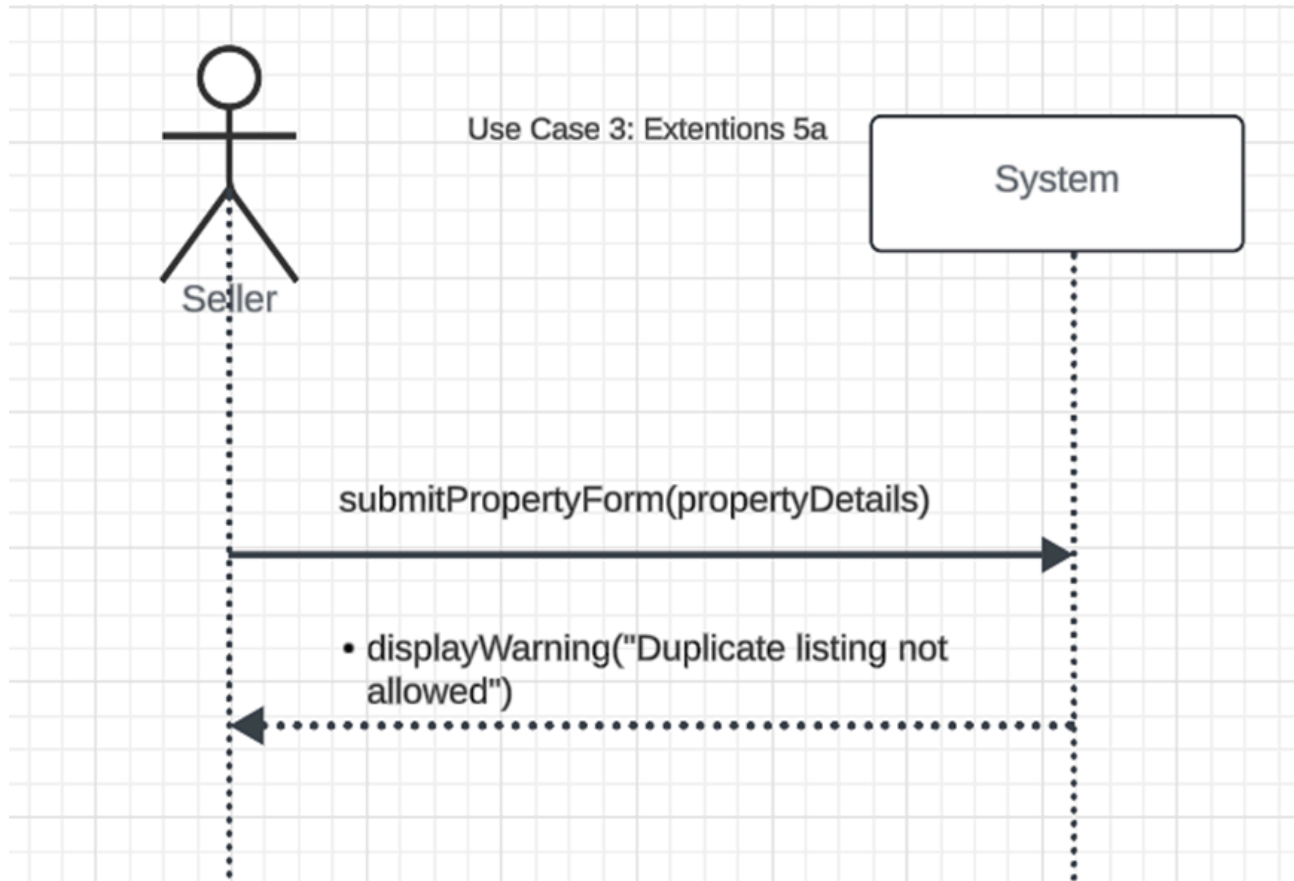 Use Case 3: Extentions 5a
System
Seller
submitPropertyForm(propertyDetails)
• displayWarning("Duplicate listing not
allowed")